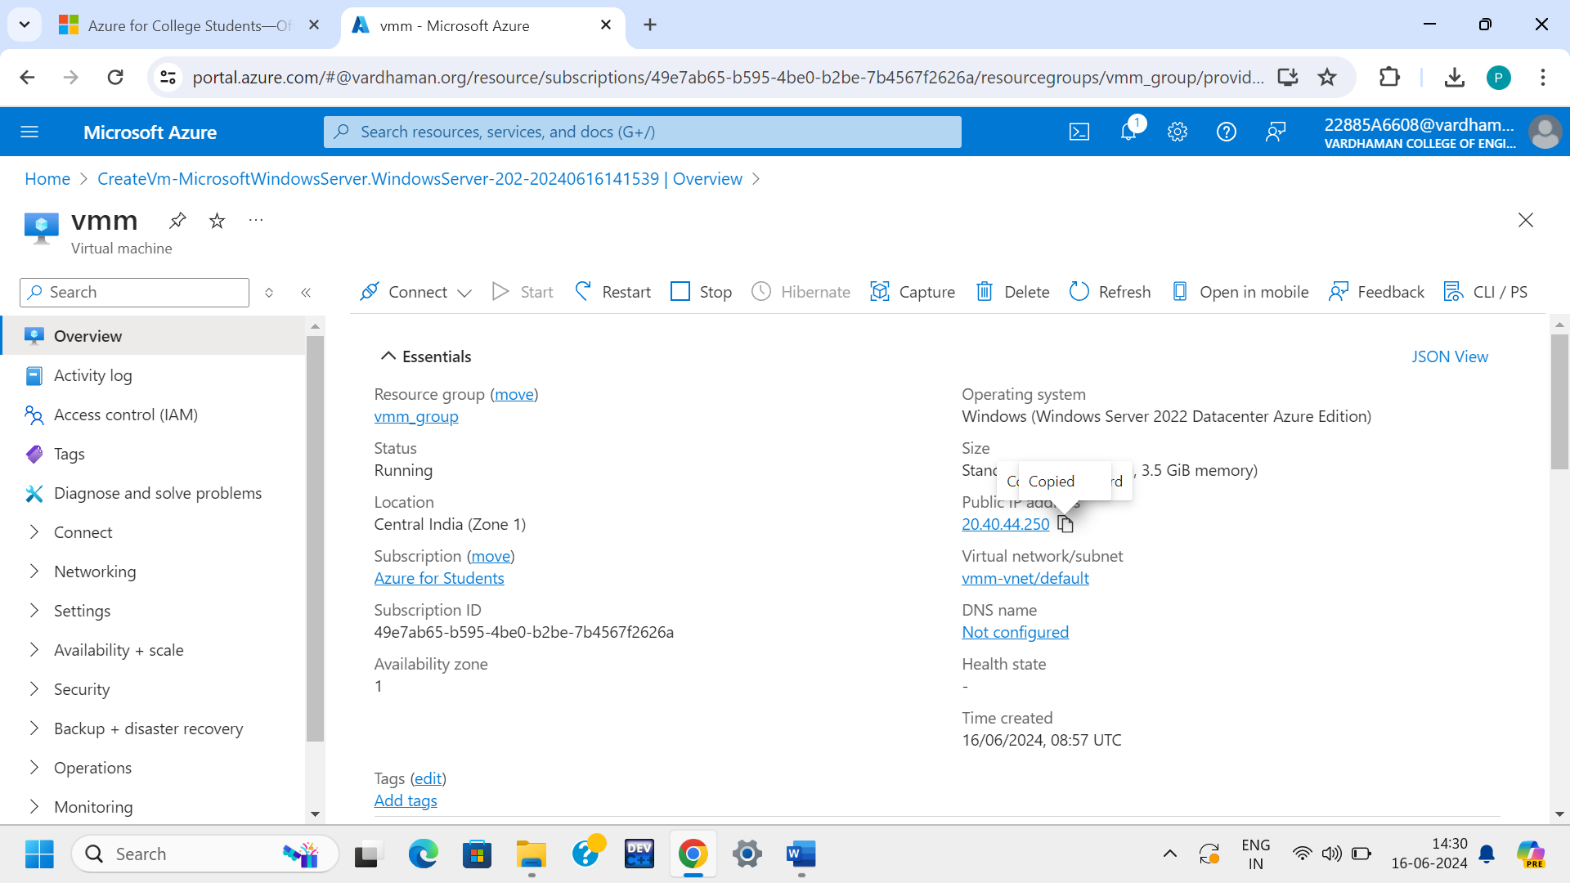 Azure for College Students—Of
vmm - Microsoft Azure
portal.azure.com/#@vardhaman.org/resource/subscriptions/49e7ab65-b595-4be0-b2be-7b4567f2626a/resourcegroups/vmm_group/provid...
P
Microsoft Azure
Search resources, services, and docs (G+/)
1
22885A6608@vardham...
VARDHAMAN COLLEGE OF ENGI...
Home > CreateVm-MicrosoftWindowsServer.WindowsServer-202-20240616141539 | Overview >
vmm
Virtual machine
Search
Connect
Start
Restart
Stop
Hibernate
Capture
Delete
Refresh
Open in mobile
Feedback
CLI / PS
Overview
Activity log
Access control (IAM)
Tags
Diagnose and solve problems
Connect
Networking
Settings
Availability + scale
Security
Backup + disaster recovery
Operations
Monitoring
Essentials
JSON View
Resource group (move)
vmm_group
Status
Running
Location
Central India (Zone 1)
Subscription (move)
Azure for Students
Subscription ID
49e7ab65-b595-4be0-b2be-7b4567f2626a
Availability zone
1
Operating system
Windows (Windows Server 2022 Datacenter Azure Edition)
Size
, 3.5 GiB memory)
Copied
Public IP address
20.40.44.250
Virtual network/subnet
vmm-vnet/default
DNS name
Not configured
Health state
-
Time created
16/06/2024, 08:57 UTC
Tags (edit)
Add tags
Search
DEV
C++
W
ENG
IN
14:30
16-06-2024
PRE